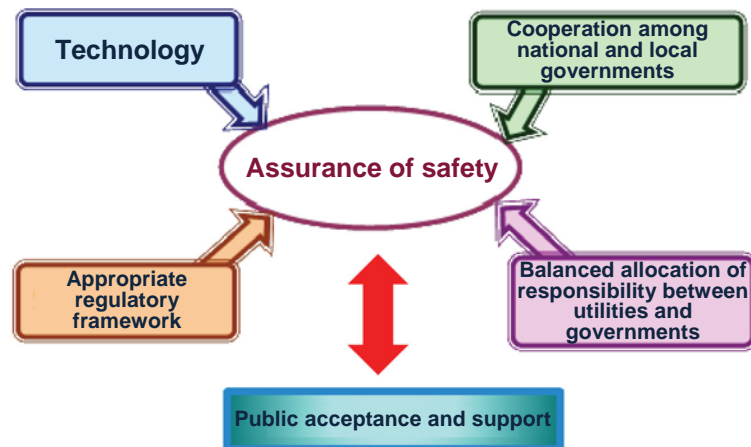 Technology
Cooperation among
national and local
governments
Assurance of safety
Appropriate
regulatory
framework
Balanced allocation of
responsibility between
utilities and
governments
Public acceptance and support